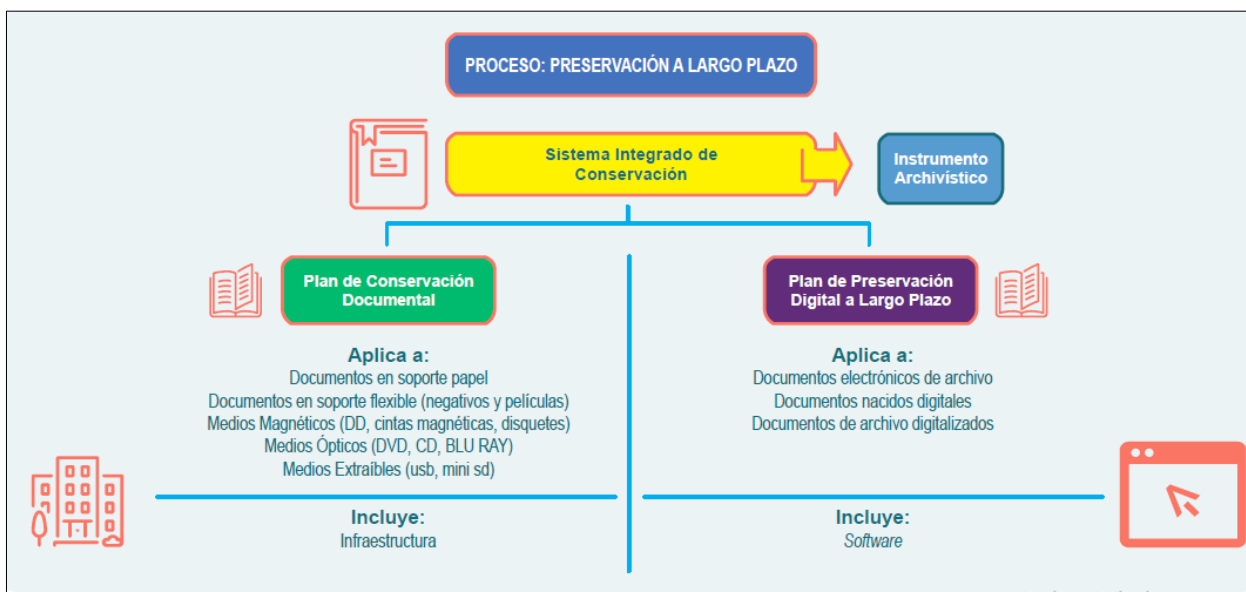 PROCESO: PRESERVACIÓN A LARGO PLAZO
Sistema Integrado de
Conservación
Instrumento
Archivístico
Plan de Conservación
Documental
Aplica a:
Documentos en soporte papel
Documentos en soporte flexible (negativos y películas)
Medios Magnéticos (DD, cintas magnéticas, disquetes)
Medios Ópticos (DVD, CD, BLU RAY)
Medios Extraíbles (usb, mini sd)
Incluye:
Infraestructura
Plan de Preservación
Digital a Largo Plazo
Aplica a:
Documentos electrónicos de archivo
Documentos nacidos digitales
Documentos de archivo digitalizados
Incluye:
Software